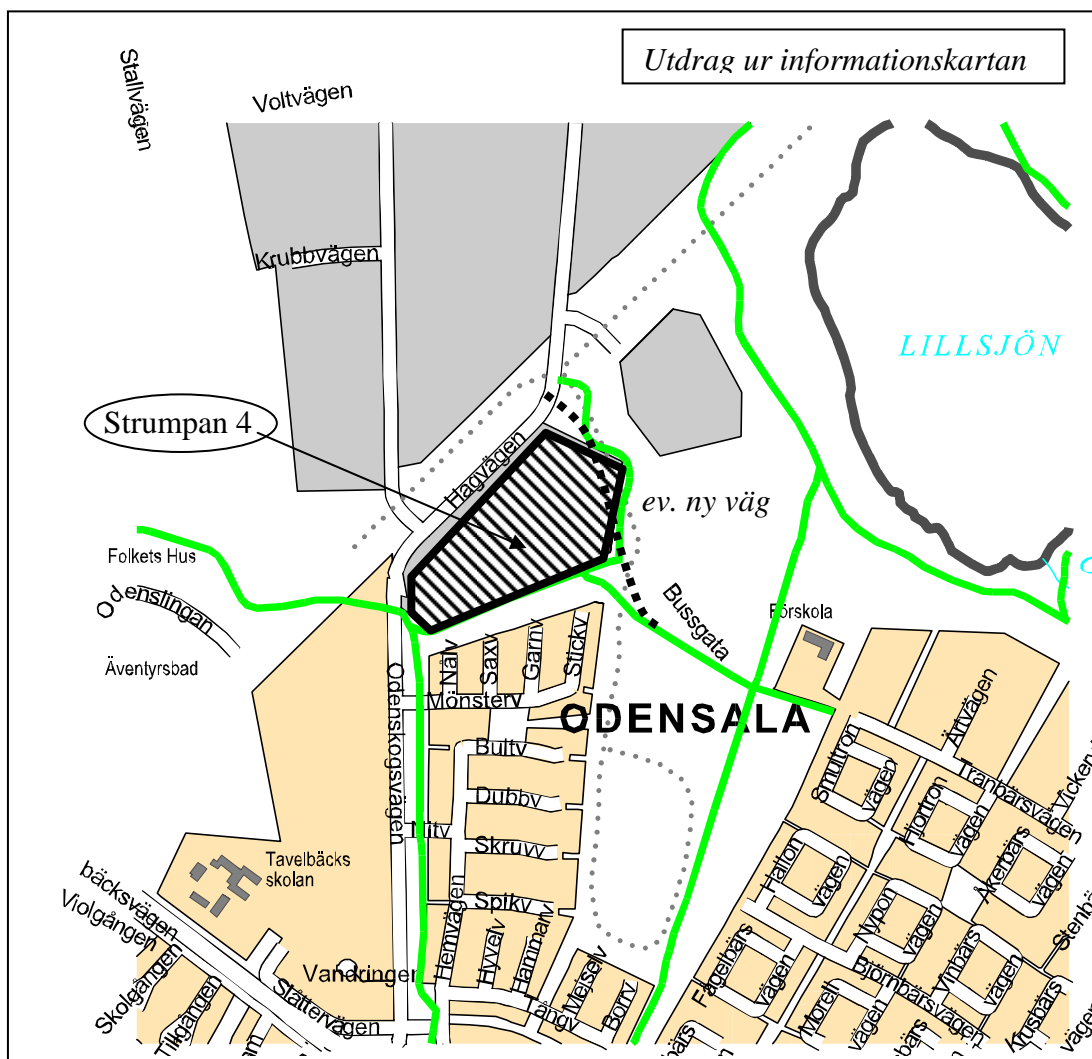 Utdrag ur informationskartan
Stallvägen
Voltvägen
Krubbvägen
LILLSJÖN
Strumpan 4
Hagvägen
ev. ny väg
Folkets Hus
Odenslingan
Äventyrsbad
Bussgata
Förskola
Nålv
Saxv
Garnv
Stickv
Odenskogsvägen
Mönsterv
ODENSALA
Ärtvägen
Bultv
Smultron
vägen
Tranbärsvägen
Dubbv
Hjortron
vägen
Nitv
Skruvv
Hallon
vägen
Åkerbärs
vägen
Tavelbäcks
skolan
bäcksvägen
Violgången
Spikv
Nypon
vägen
Hemvägen
Hyvelv
Hammarv
Skolgången
Vandringen
Fågelbärs
vägen
Björnbärsvägen
Vinbärs
vägen
Tillgången
Slåttervägen
Tångv
Mejselv
Borrv
Morell
vägen